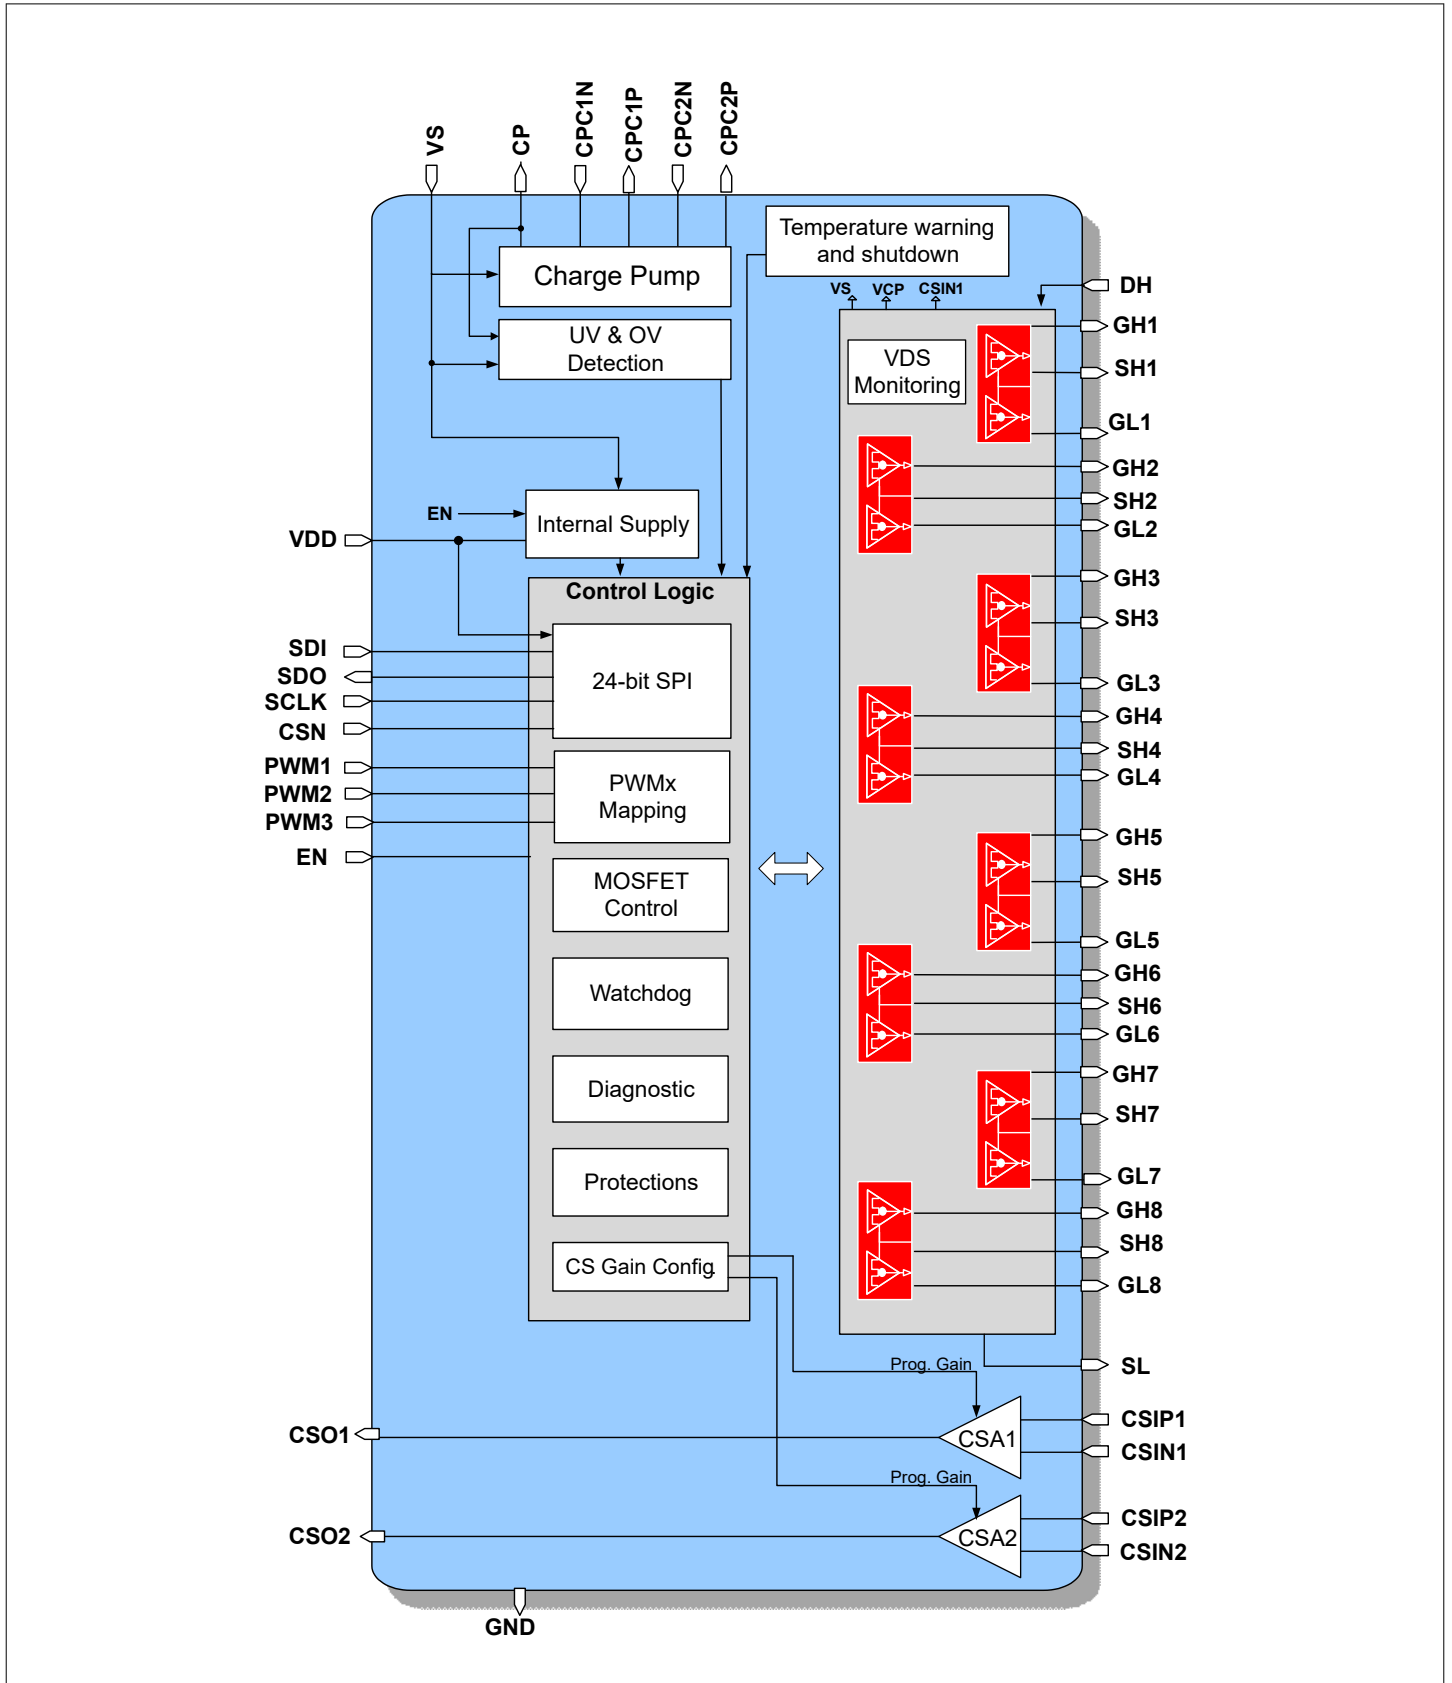 VS
CP
CPC1N
CPC1P
CPC2N
CPC2P
Temperature warning
and shutdown
Charge Pump
UV & OV
Detection
VS
VCP
CSIN1
VDS
Monitoring
EN
Internal Supply
VDD
Control Logic
24-bit SPI
SDI
SDO
SCLK
CSN
PWM1
PWM2
PWM3
EN
PWMx
Mapping
MOSFET
Control
Watchdog
Diagnostic
Protections
CS Gain Config.
DH
GH1
SH1
GL1
GH2
SH2
GL2
GH3
SH3
GL3
GH4
SH4
GL4
GH5
SH5
GL5
GH6
SH6
GL6
GH7
SH7
GL7
GH8
SH8
GL8
SL
Prog. Gain
CSA1
CSIP1
CSIN1
CSO1
Prog. Gain
CSA2
CSIP2
CSIN2
CSO2
GND